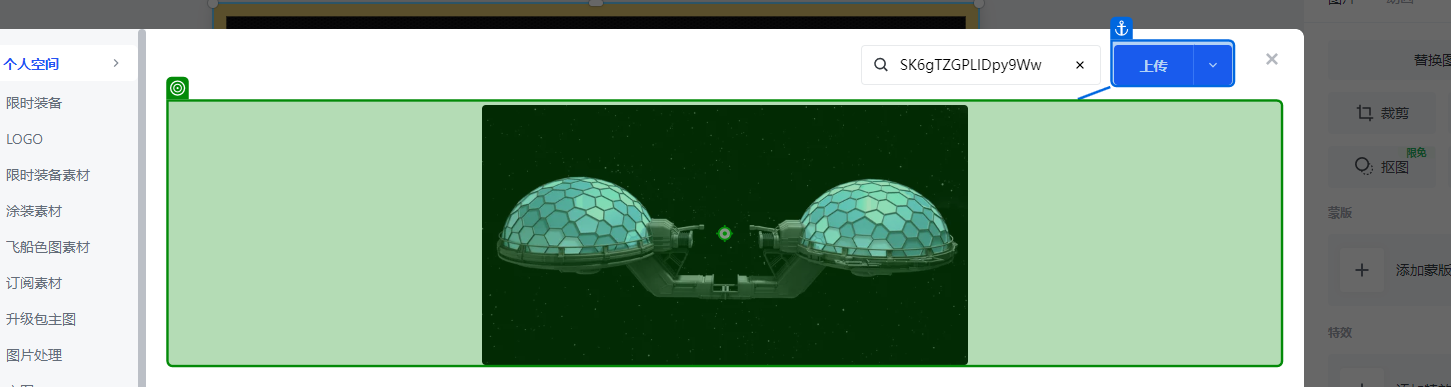 SK6gTZGPLIDpy9Ww
上传
个人空间
限时装备
LOGO
限时装备素材
涂装素材
飞船色图素材
订阅素材
升级包主图
图片处理
替换图
裁剪
限免
抠图
蒙版
添加蒙版
特效